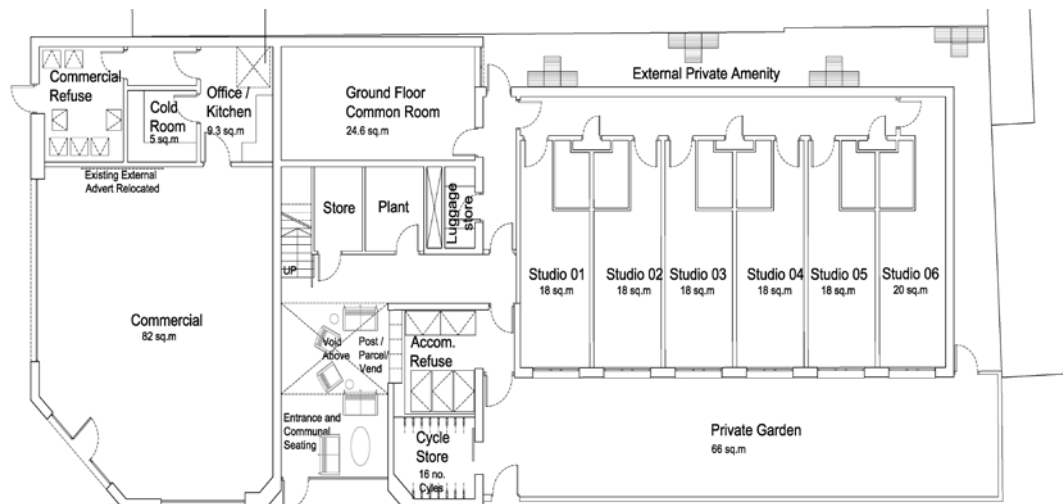 Commercial
Refuse
Cold
Room
5 sq.m
Office /
Kitchen
9.3 sq.m
Ground Floor
Common Room
24.6 sq.m
External Private Amenity
Existing External
Advert Relocated
Store
Plant
Luggage
store
UP
Studio 01
18 sq.m
Studio 02
18 sq.m
Studio 03
18 sq.m
Studio 04
18 sq.m
Studio 05
18 sq.m
Studio 06
20 sq.m
Commercial
82 sq.m
Void
Above
Post /
Parcel/
Vend
Accom.
Refuse
Entrance and
Communal
Seating
Cycle
Store
16 no.
Cyles
Private Garden
66 sq.m